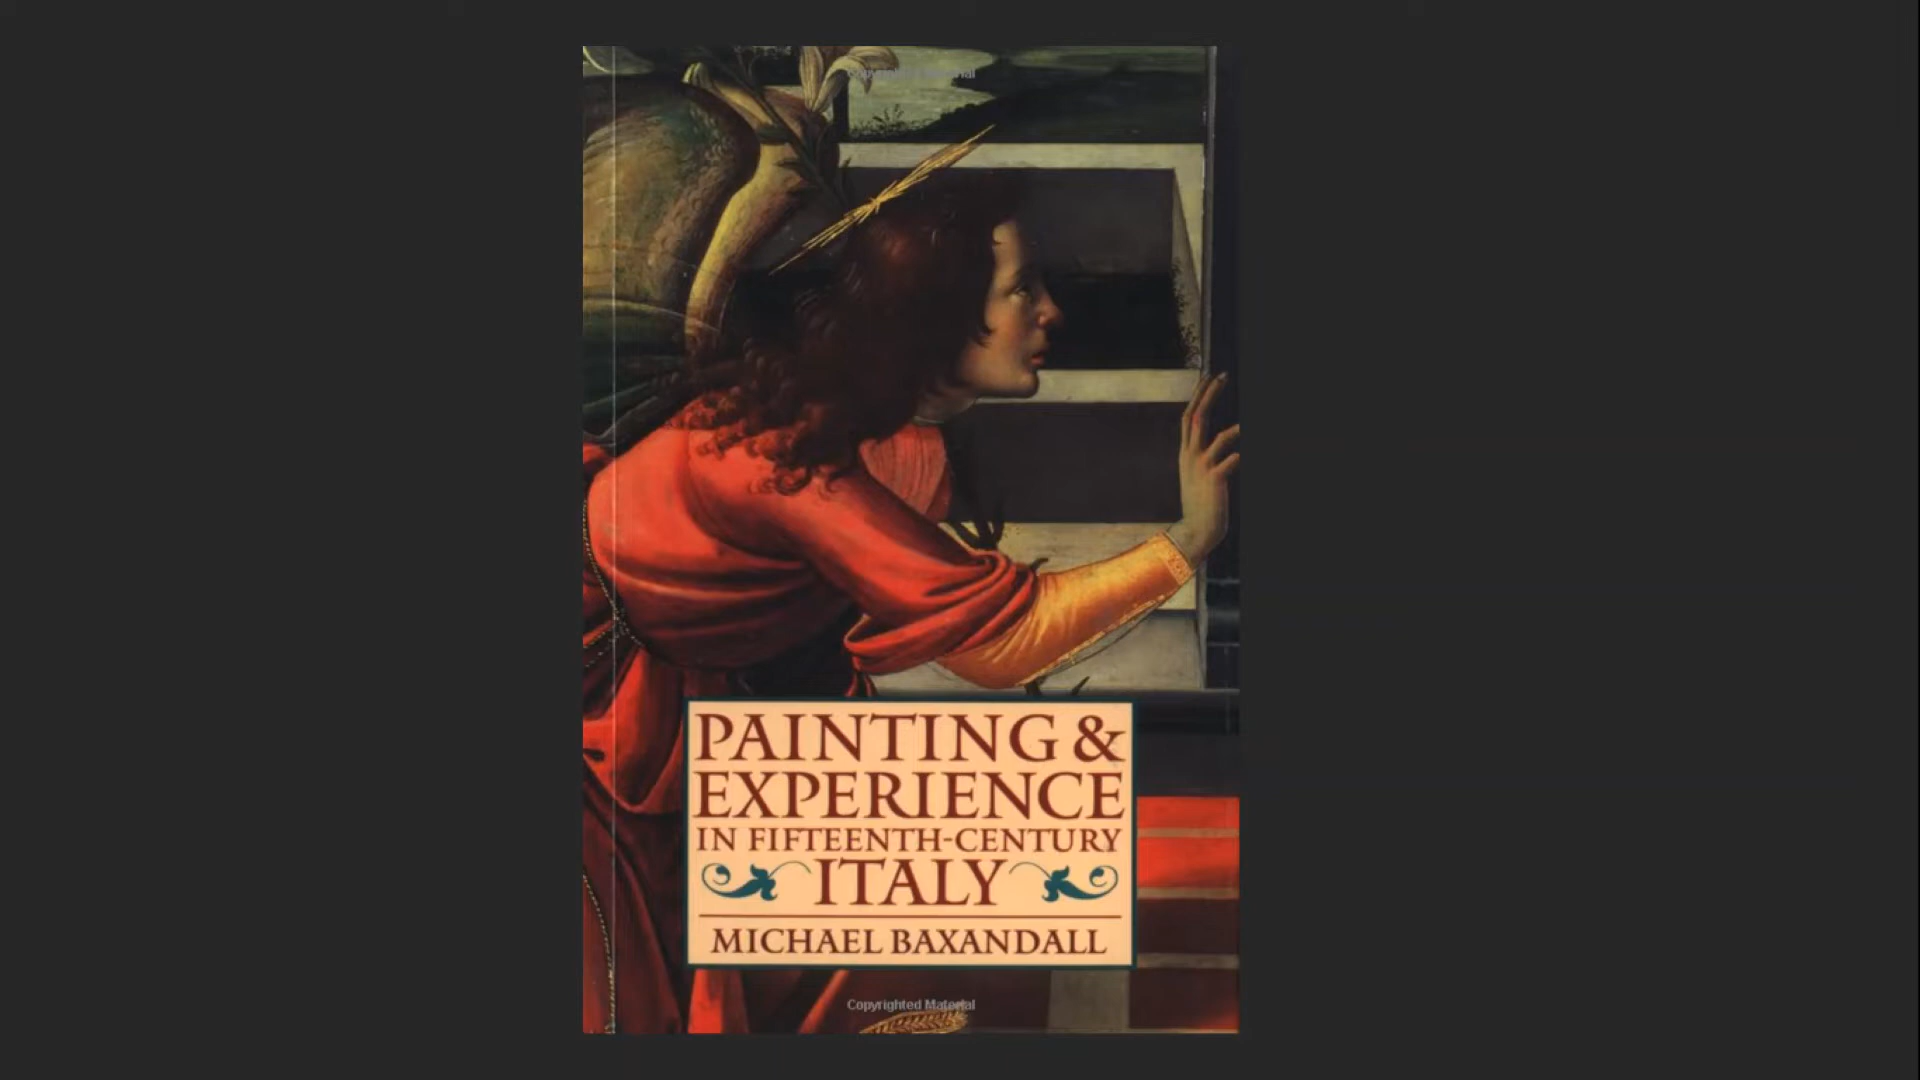 Copyrighted Material
PAINTING &
EXPERIENCE
IN FIFTEENTH-CENTURY
ITALY
MICHAEL BAXANDALL
Copyrighted Material